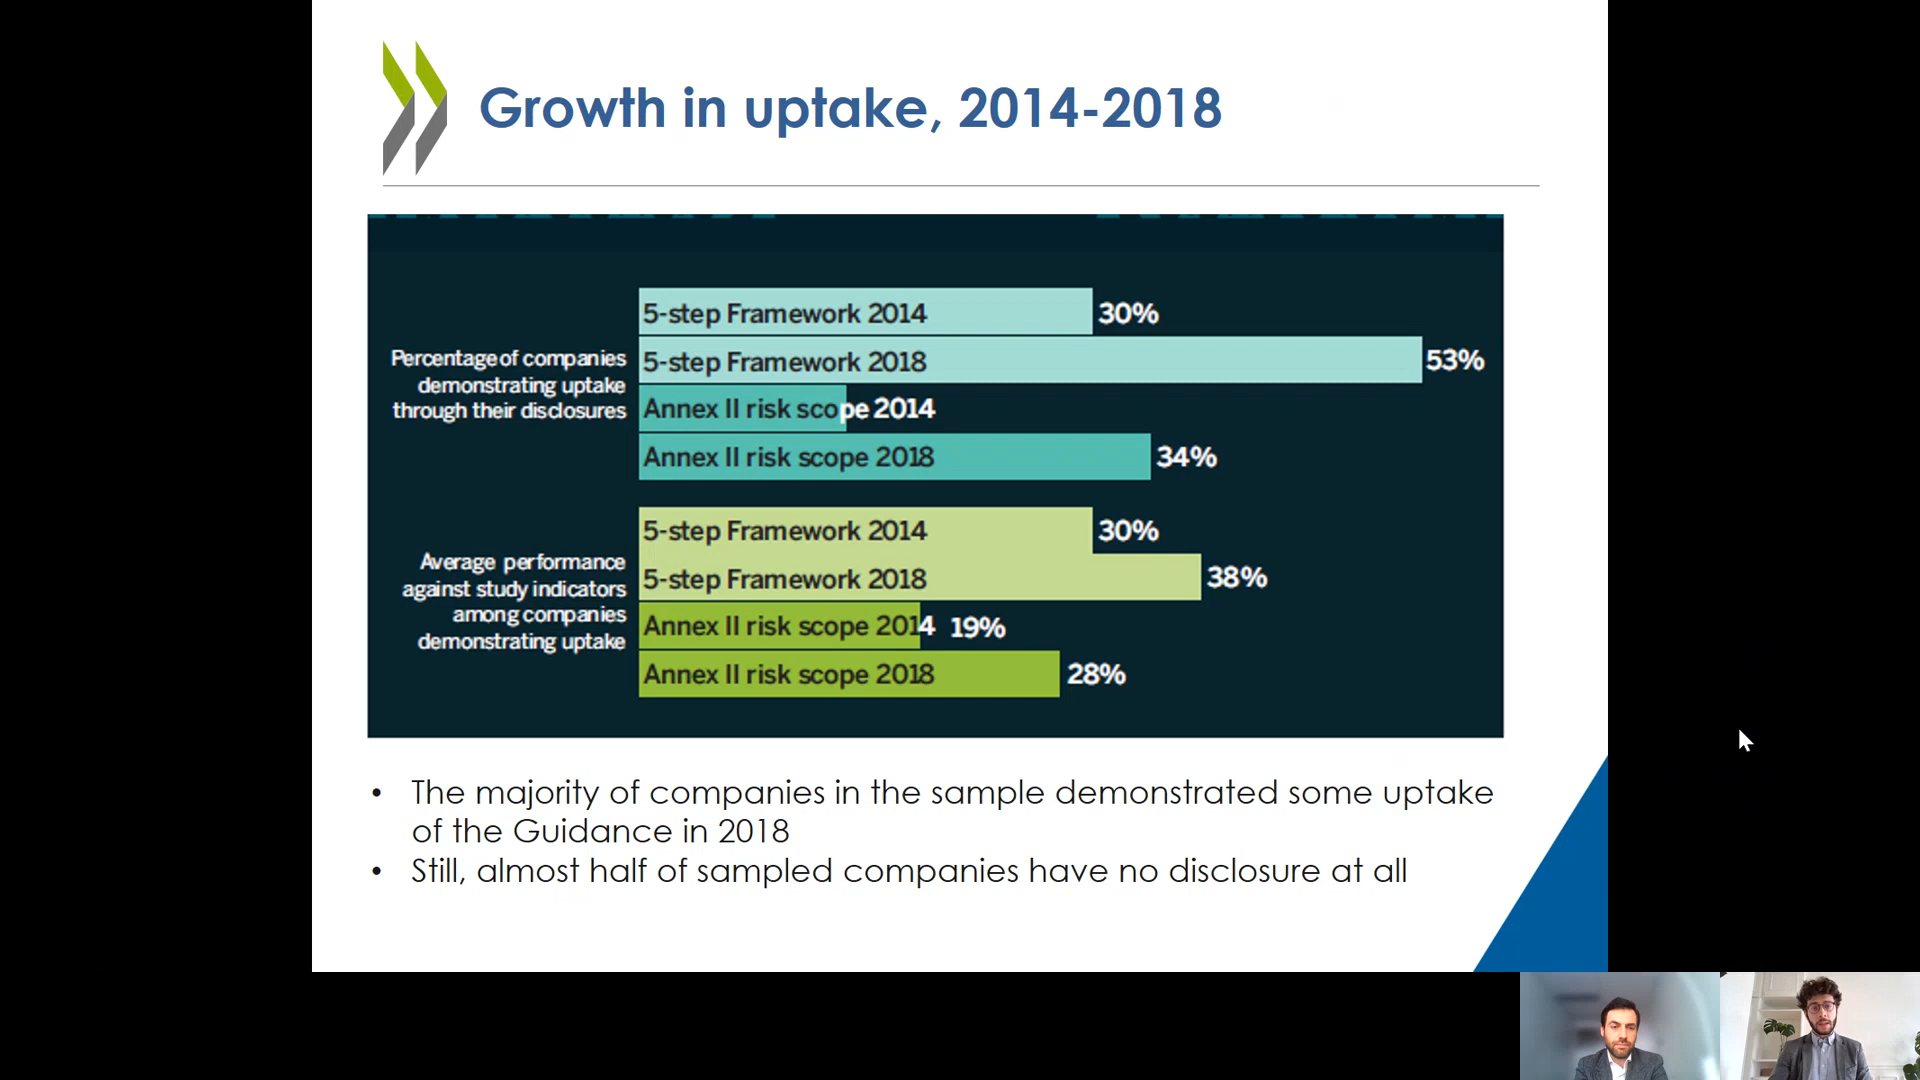 Growth in uptake, 2014-2018
Percentage of companies
demonstrating uptake
through their disclosures
5-step Framework 2014 30%
5-step Framework 2018 53%
Annex II risk scope 2014
Annex II risk scope 2018 34%
Average performance
against study indicators
among companies
demonstrating uptake
5-step Framework 2014 30%
5-step Framework 2018 38%
Annex II risk scope 2014 19%
Annex II risk scope 2018 28%
• The majority of companies in the sample demonstrated some uptake
of the Guidance in 2018
• Still, almost half of sampled companies have no disclosure at all